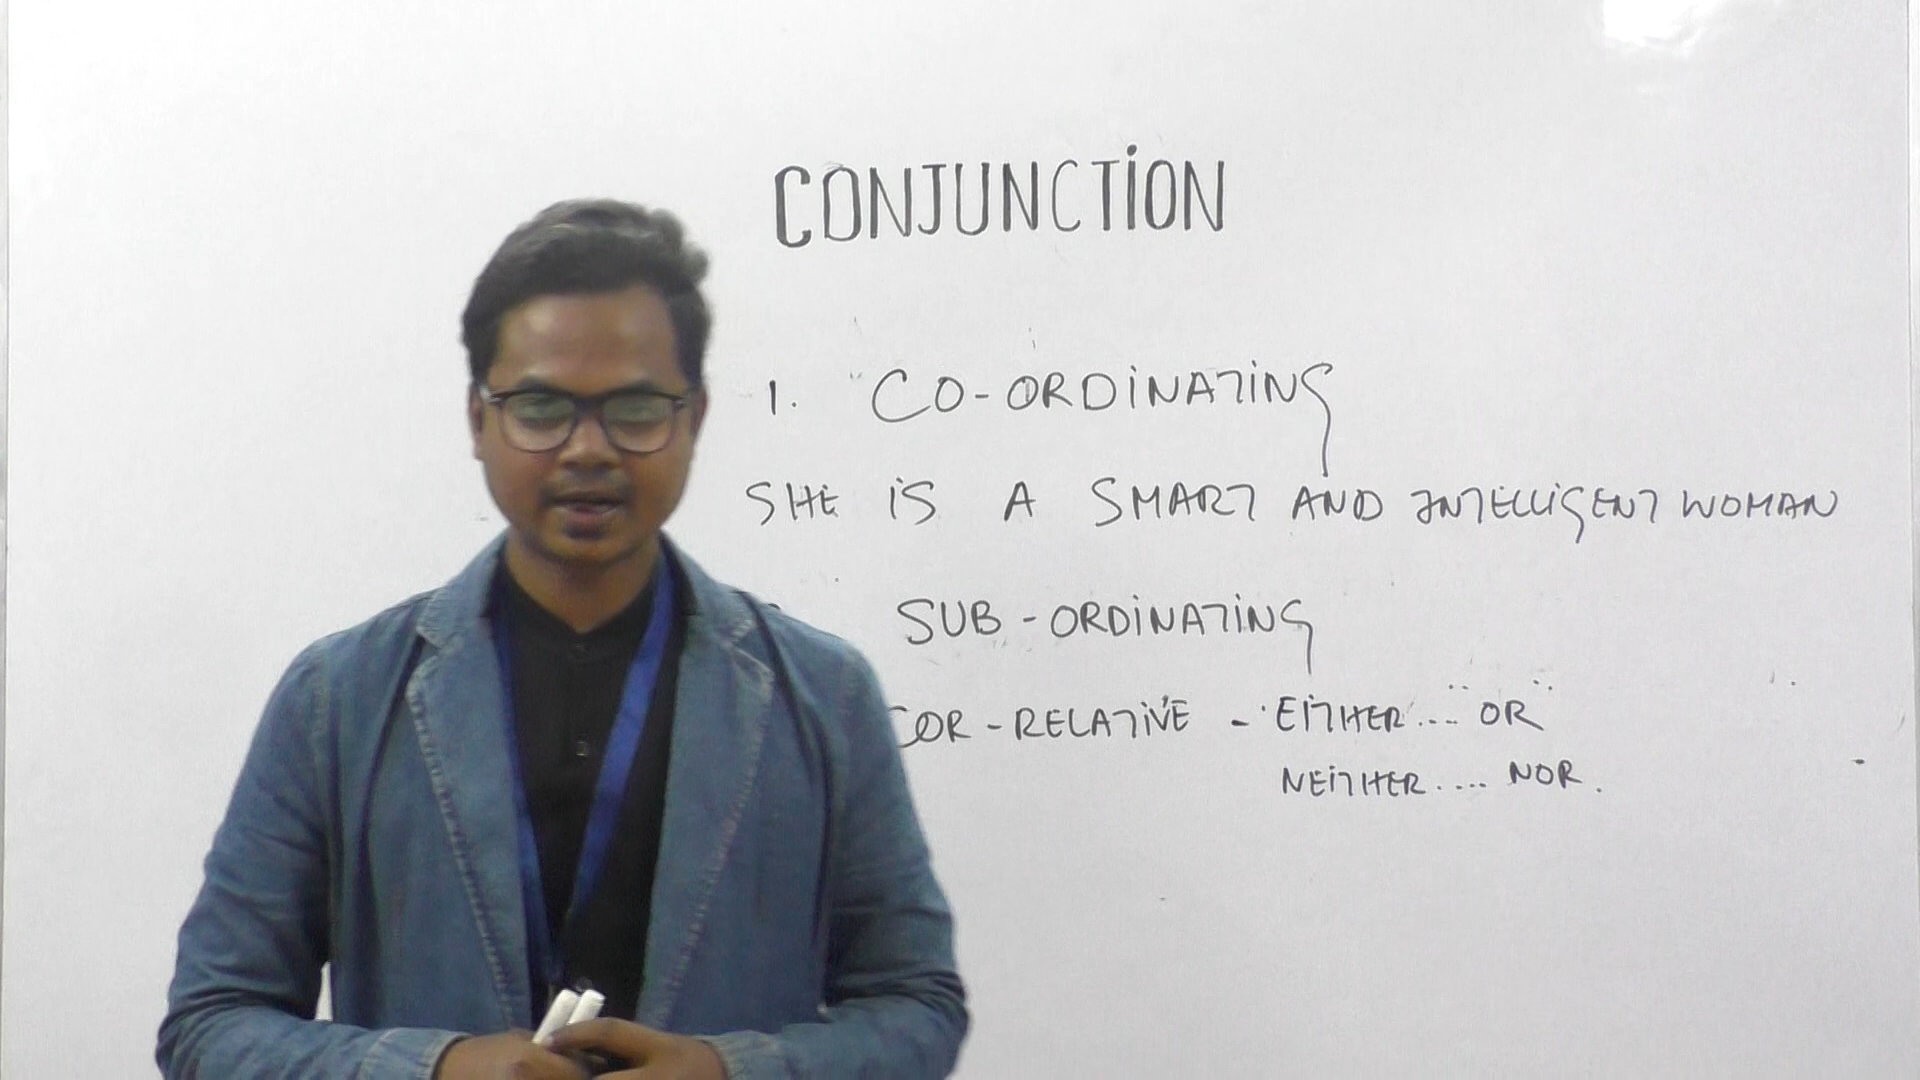 CONJUNCTION
1. CO-ORDINATING
SHE IS A SMART AND INTELLIGENT WOMAN
SUB-ORDINATING
COR-RELATIVE - EITHER.... OR
NEITHER.... NOR.